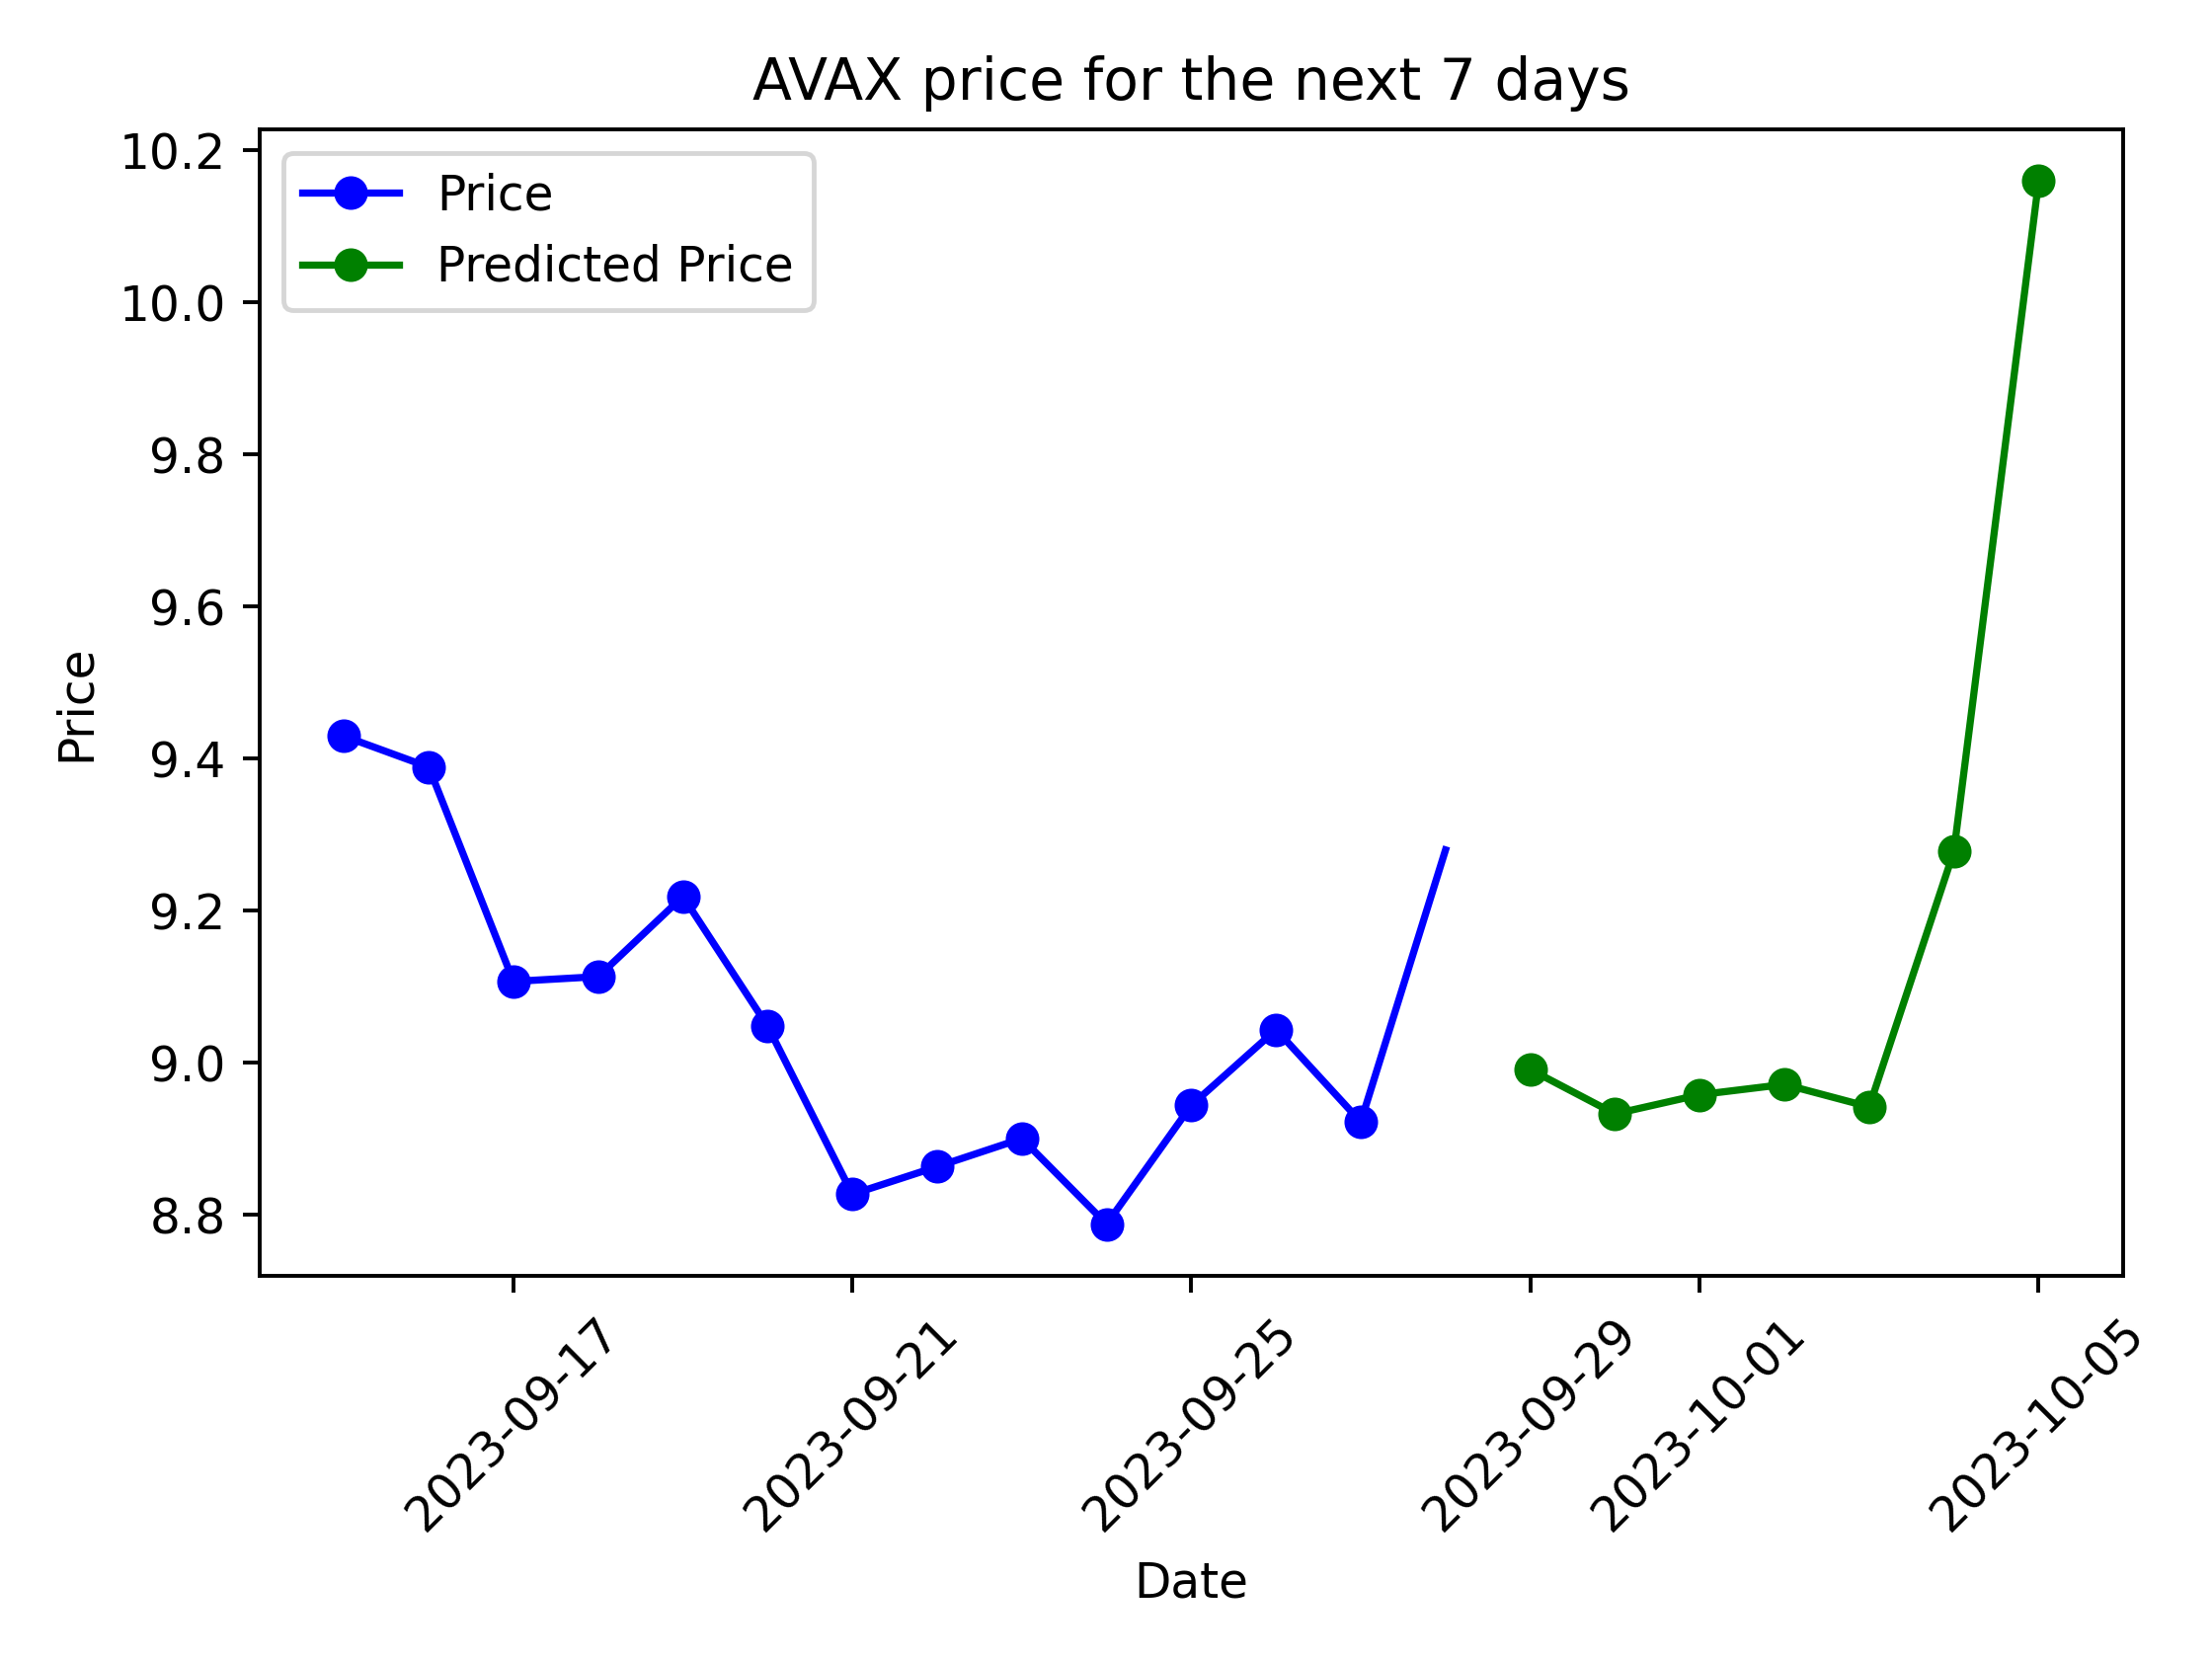 AVAX price for the next 7 days
Price
Predicted Price
10.2
10.0
9.8
9.6
9.4
9.2
9.0
8.8
Price
2023-09-17
2023-09-21
2023-09-25
2023-09-29
2023-10-01
2023-10-05
Date